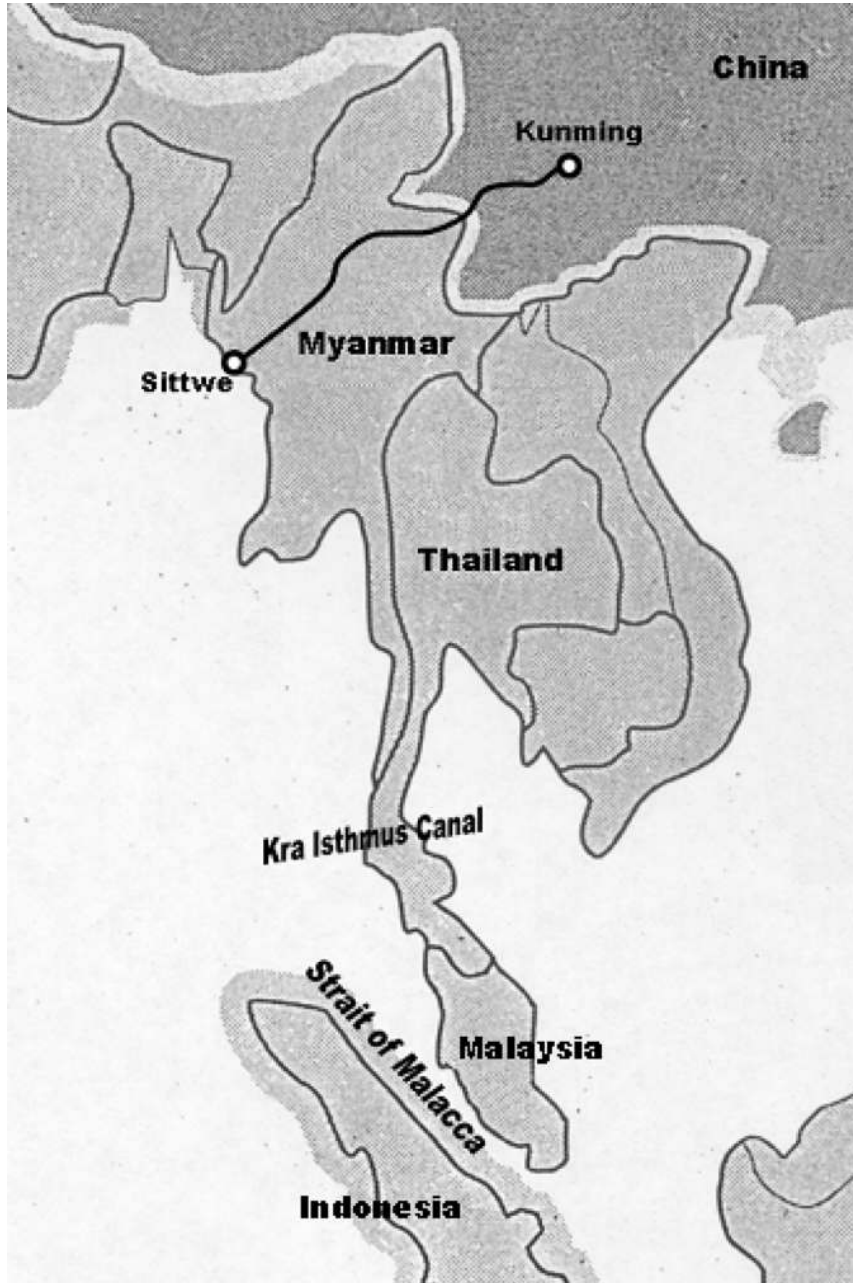 China
Kunming
Myanmar
Sittwe
Thailand
Kra Isthmus Canal
Strait of Malacca
Malaysia
Indonesia